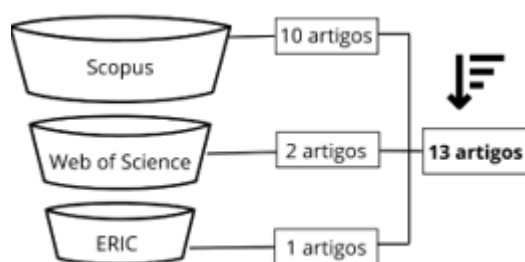 Scopus
10 artigos
Web of Science
2 artigos
13 artigos
ERIC
1 artigos